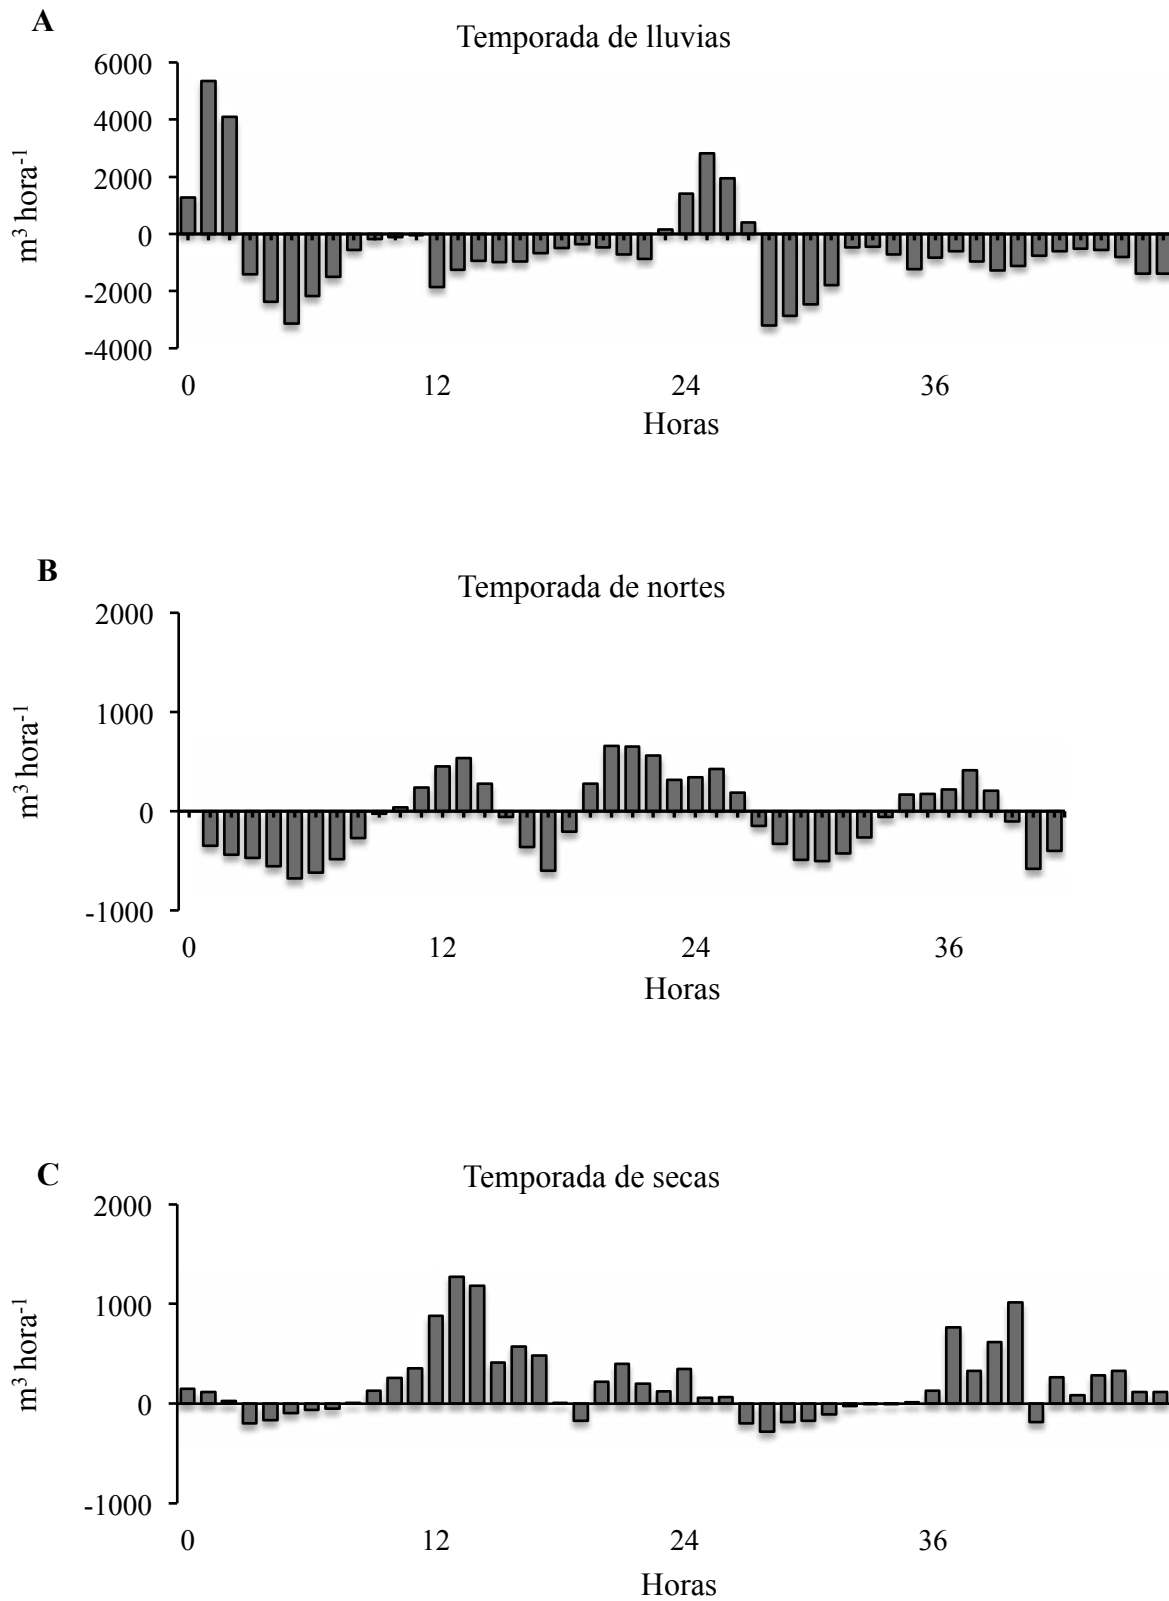 A
Temporada de lluvias
6000
4000
2000
0
-2000
-4000
m³ hora⁻¹
0 12 24 36
Horas
B
Temporada de nortes
2000
1000
0
-1000
m³ hora⁻¹
0 12 24 36
Horas
C
Temporada de secas
2000
1000
0
-1000
m³ hora⁻¹
0 12 24 36
Horas